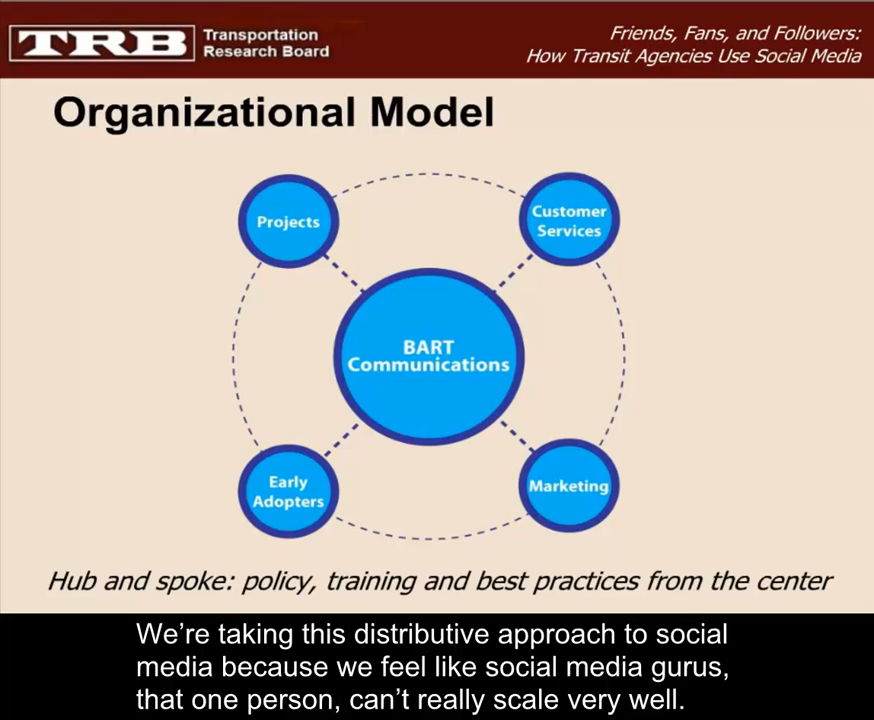 TRB
Transportation
Research Board
Friends, Fans, and Followers:
How Transit Agencies Use Social Media
Organizational Model
Projects
Customer
Services
BART
Communications
Early
Adopters
Marketing
Hub and spoke: policy, training and best practices from the center
We’re taking this distributive approach to social
media because we feel like social media gurus,
that one person, can’t really scale very well.